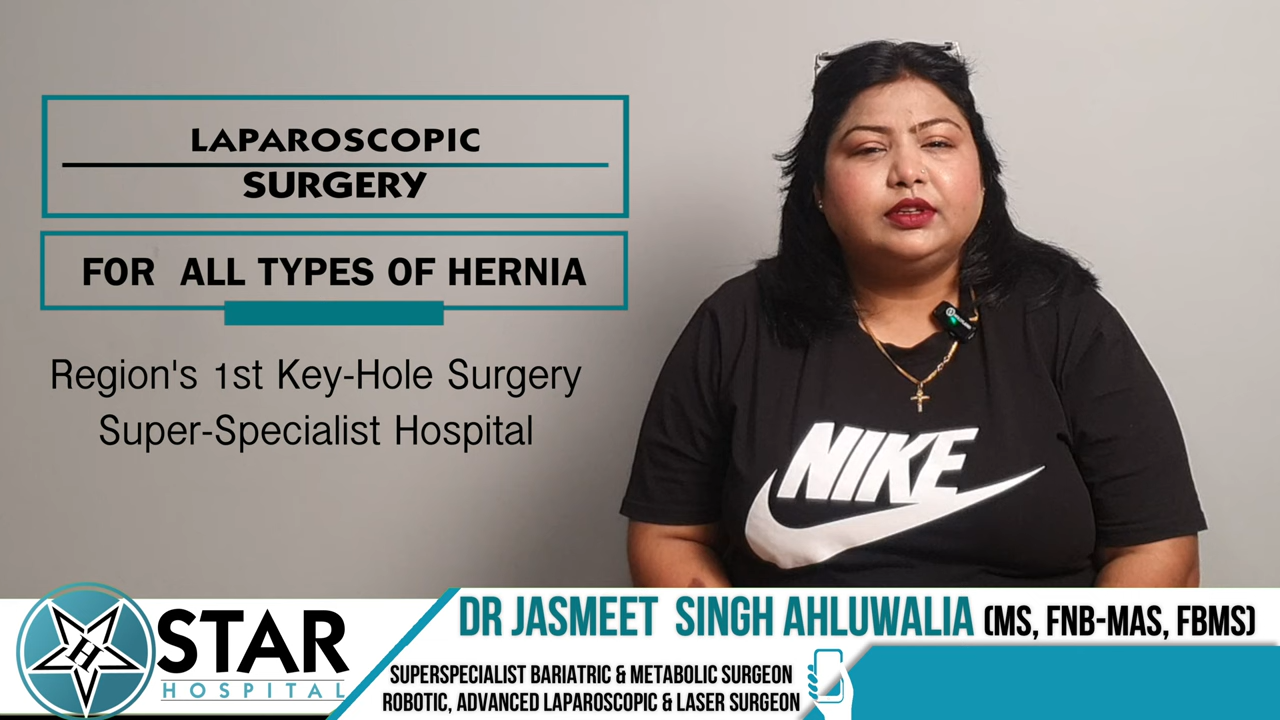 LAPAROSCOPIC
SURGERY
FOR ALL TYPES OF HERNIA
Region's 1st Key-Hole Surgery
Super-Specialist Hospital
NIKE
STAR
HOSPITAL
DR JASMEET SINGH AHLUWALIA (MS, FNB-MAS, FBMS)
SUPERSPECIALIST BARIATRIC & METABOLIC SURGEON
ROBOTIC, ADVANCED LAPAROSCOPIC & LASER SURGEON